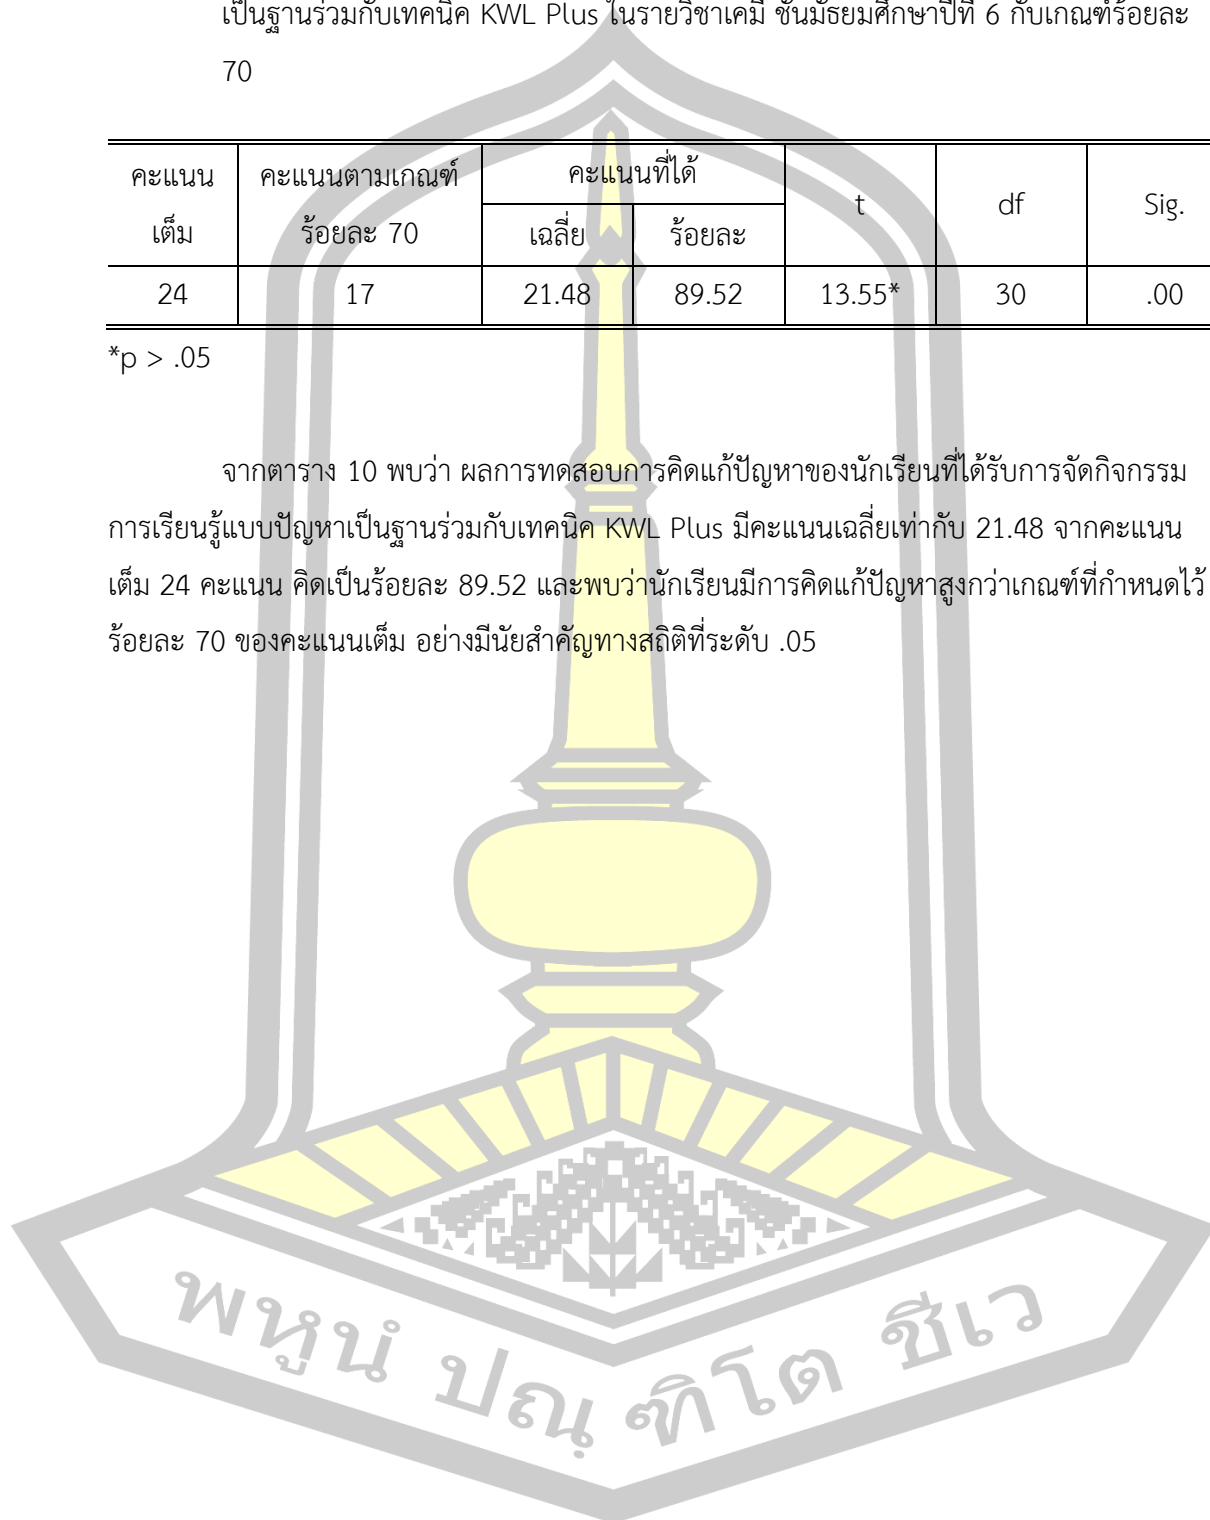 เป็นฐานร่วมกับเทคนิค KWL Plus ในรายวิชาเคมี ชั้นมัธยมศึกษาปีที่ 6 กับเกณฑ์ร้อยละ
70
คะแนนเต็ม คะแนนตามเกณฑ์ร้อยละ 70 คะแนนที่ได้ t df Sig.
เฉลี่ย ร้อยละ
24 17 21.48 89.52 13.55* 30 .00
*p > .05
จากตาราง 10 พบว่า ผลการทดสอบการคิดแก้ปัญหาของนักเรียนที่ได้รับการจัดกิจกรรม
การเรียนรู้แบบปัญหาเป็นฐานร่วมกับเทคนิค KWL Plus มีคะแนนเฉลี่ยเท่ากับ 21.48 จากคะแนน
เต็ม 24 คะแนน คิดเป็นร้อยละ 89.52 และพบว่านักเรียนมีการคิดแก้ปัญหาสูงกว่าเกณฑ์ที่กำหนดไว้
ร้อยละ 70 ของคะแนนเต็ม อย่างมีนัยสำคัญทางสถิติที่ระดับ .05
พหูนํ ปณฺฑิโต ชีเว